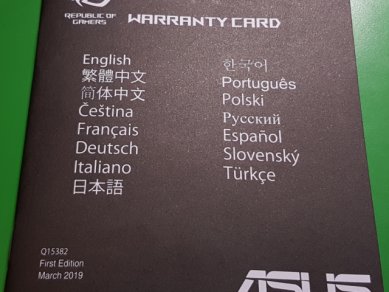 REPUBLIC OF
GAMERS
WARRANTY CARD
English
繁體中文
简体中文
Čeština
Français
Deutsch
Italiano
日本語
한국어
Português
Polski
Русский
Español
Slovenský
Türkçe
Q15382
First Edition
March 2019
ASUS